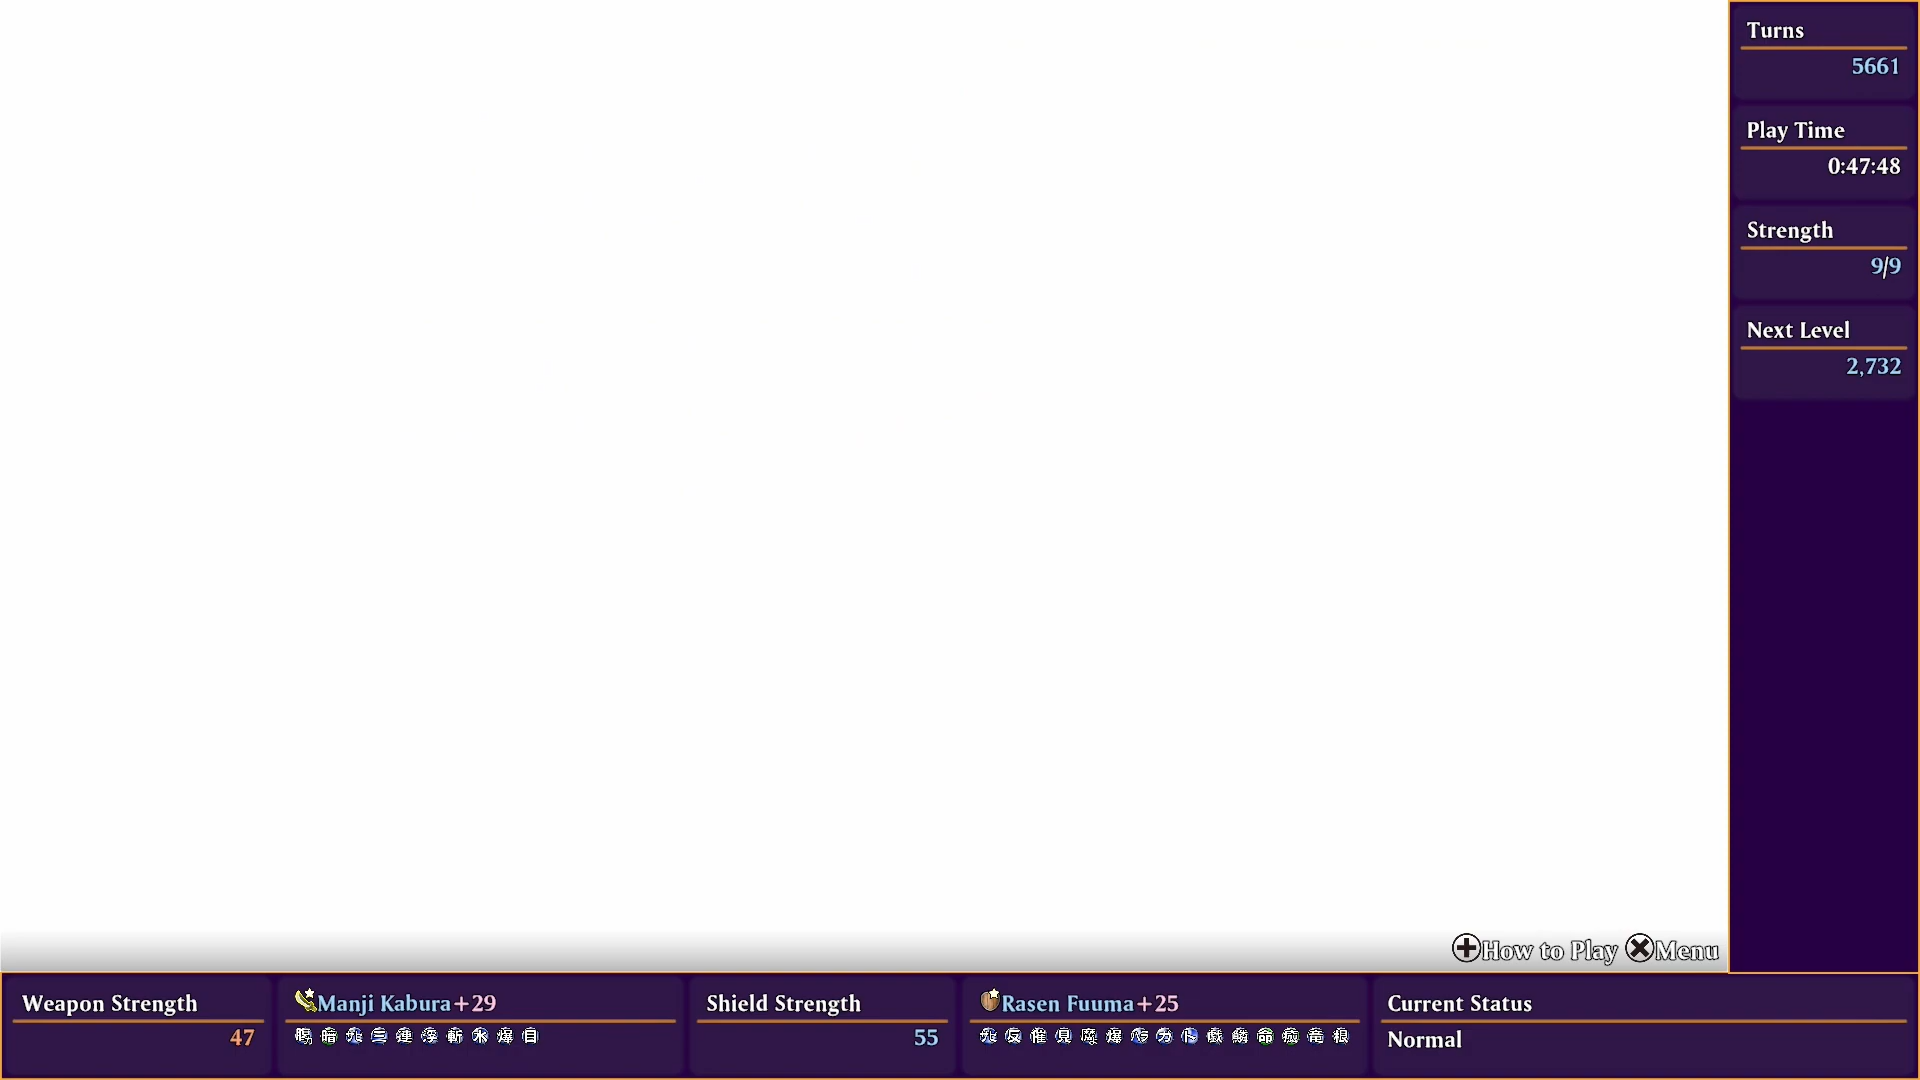 Turns
5661
Play Time
0:47:48
Strength
9/9
Next Level
2,732
How to Play Menu
Weapon Strength
47
Manji Kabura+29
Shield Strength
55
Rasen Fuuma+25
Current Status
Normal